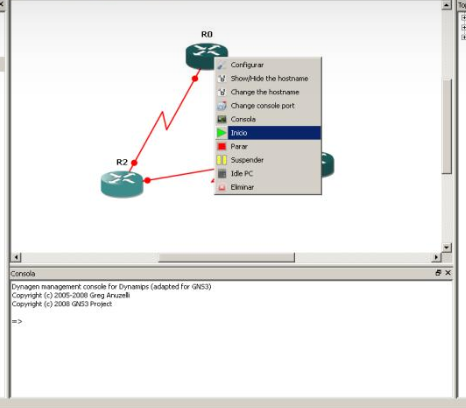 To
R0
Configurar
Show/Hide the hostname
Change the hostname
Change console port
Consola
Inicio
Parar
Suspender
Idle PC
Eliminar
R2
Consola
Dynagen management console for Dynamips (adapted for GNS3)
Copyright (c) 2005-2008 Greg Anuzelli
Copyright (c) 2008 GNS3 Project
=>